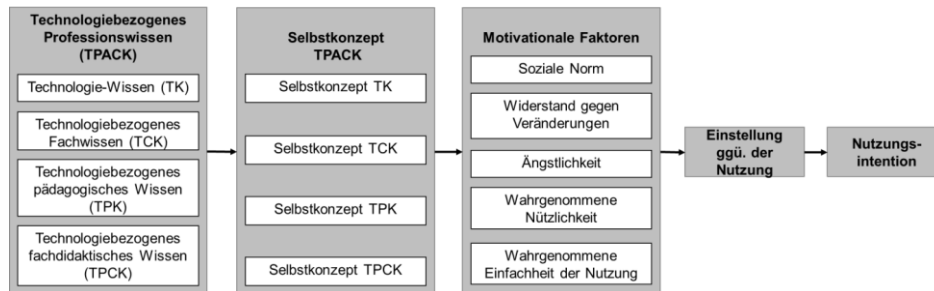 Technologiebezogenes
Professionswissen
(TPACK)
Technologie-Wissen (TK)
Technologiebezogenes
Fachwissen (TCK)
Technologiebezogenes
pädagogisches Wissen
(TPK)
Technologiebezogenes
fachdidaktisches Wissen
(TPCK)
Selbstkonzept
TPACK
Selbstkonzept TK
Selbstkonzept TCK
Selbstkonzept TPK
Selbstkonzept TPCK
Motivationale Faktoren
Soziale Norm
Widerstand gegen
Veränderungen
Ängstlichkeit
Wahrgenommene
Nützlichkeit
Wahrgenommene
Einfachheit der Nutzung
Einstellung
ggü. der
Nutzung
Nutzungs-
intention